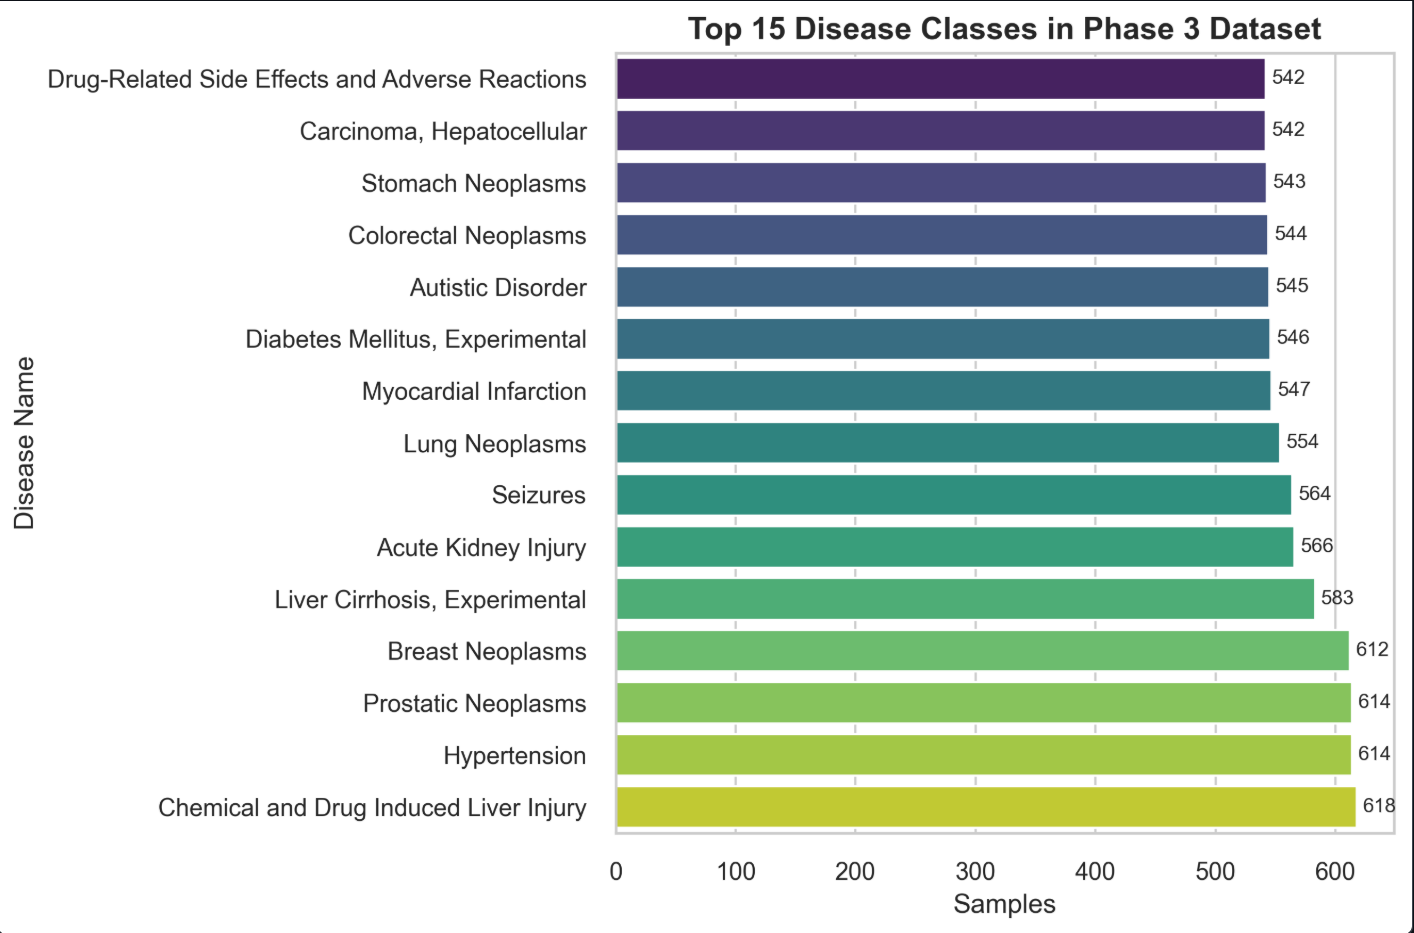 Top 15 Disease Classes in Phase 3 Dataset
Drug-Related Side Effects and Adverse Reactions 542
Carcinoma, Hepatocellular 542
Stomach Neoplasms 543
Colorectal Neoplasms 544
Autistic Disorder 545
Diabetes Mellitus, Experimental 546
Myocardial Infarction 547
Lung Neoplasms 554
Seizures 564
Acute Kidney Injury 566
Liver Cirrhosis, Experimental 583
Breast Neoplasms 612
Prostatic Neoplasms 614
Hypertension 614
Chemical and Drug Induced Liver Injury 618
Disease Name
0 100 200 300 400 500 600
Samples